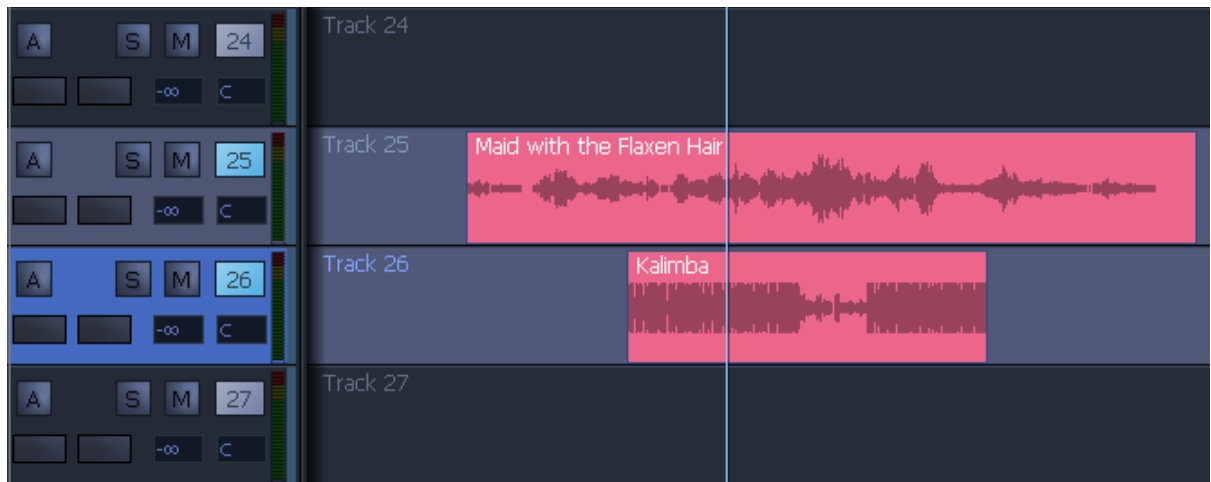 A S M 24 Track 24
-∞ C
A S M 25 Track 25 Maid with the Flaxen Hair
-∞ C
A S M 26 Track 26 Kalimba
-∞ C
A S M 27 Track 27
-∞ C